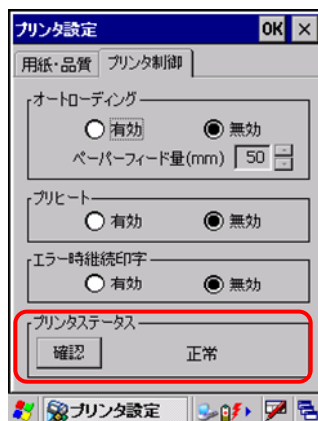 プリンタ設定 OK ×
用紙・品質 プリンタ制御
オートローディング
有効 無効
ペーパーフィード量(mm) 50
プリヒート
有効 無効
エラー時継続印字
有効 無効
プリンタステータス
確認 正常
プリンタ設定